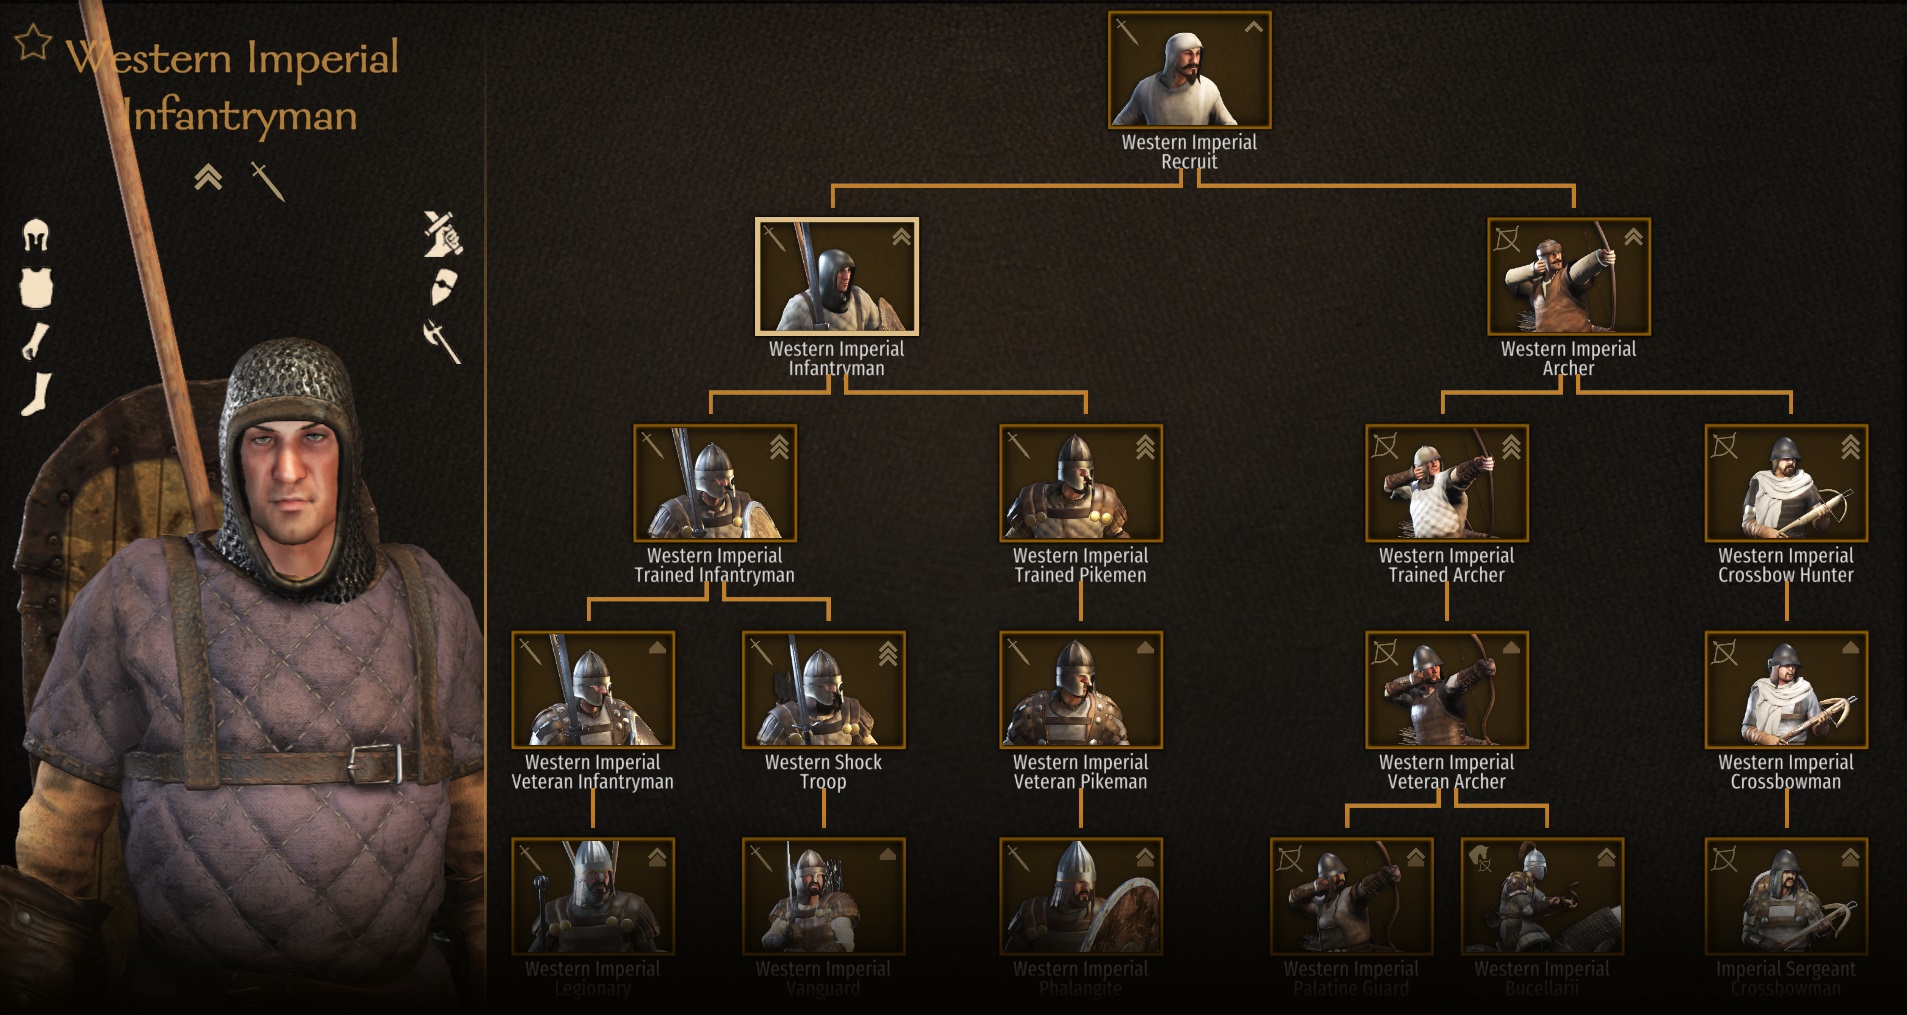 Western Imperial
Infantryman
Western Imperial
Recruit
Western Imperial
Infantryman
Western Imperial
Archer
Western Imperial
Trained Infantryman
Western Imperial
Trained Pikemen
Western Imperial
Trained Archer
Western Imperial
Crossbow Hunter
Western Imperial
Veteran Infantryman
Western Shock
Troop
Western Imperial
Veteran Pikeman
Western Imperial
Veteran Archer
Western Imperial
Crossbowman
Western Imperial
Legionary
Western Imperial
Vanguard
Western Imperial
Phalangite
Western Imperial
Palatine Guard
Western Imperial
Bucellarii
Imperial Sergeant
Crossbowman